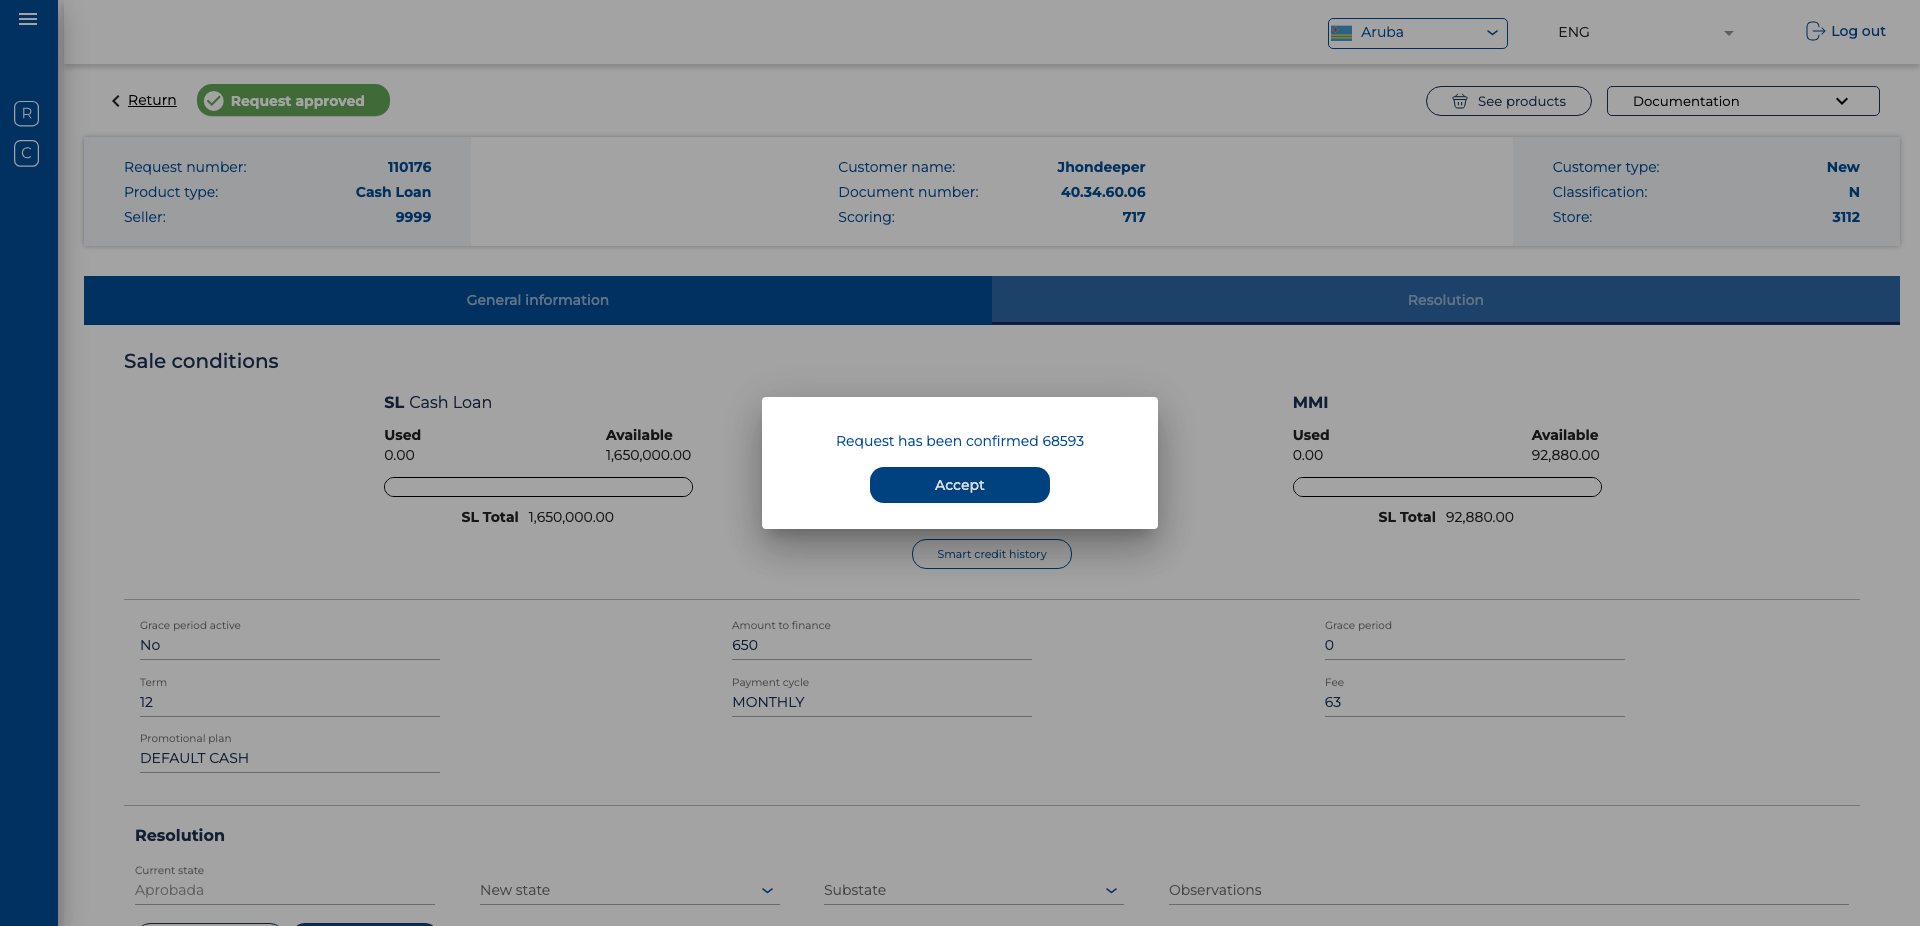 Aruba
ENG
Log out
R
C
Return
Request approved
See products
Documentation
Request number: 110176
Product type: Cash Loan
Seller: 9999
Customer name: Jhondeeper
Document number: 40.34.60.06
Scoring: 717
Customer type: New
Classification: N
Store: 3112
General information
Resolution
Sale conditions
SL Cash Loan
Used Available
0.00 1,650,000.00
SL Total 1,650,000.00
Request has been confirmed 68593
Accept
MMI
Used Available
0.00 92,880.00
SL Total 92,880.00
Smart credit history
Grace period active
No
Amount to finance
650
Grace period
0
Term
12
Payment cycle
MONTHLY
Fee
63
Promotional plan
DEFAULT CASH
Resolution
Current state
Aprobada
New state
Substate
Observations